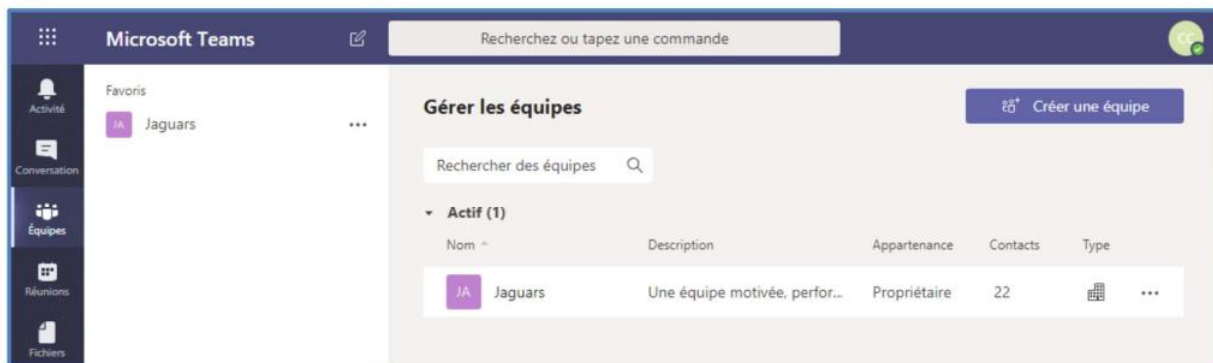 Microsoft Teams
Recherchez ou tapez une commande
CC
Activité
Conversation
Équipes
Réunions
Fichiers
Favoris
JA Jaguars
Gérer les équipes
Créer une équipe
Rechercher des équipes
Actif (1)
Nom Description Appartenance Contacts Type
JA Jaguars Une équipe motivée, perfor... Propriétaire 22